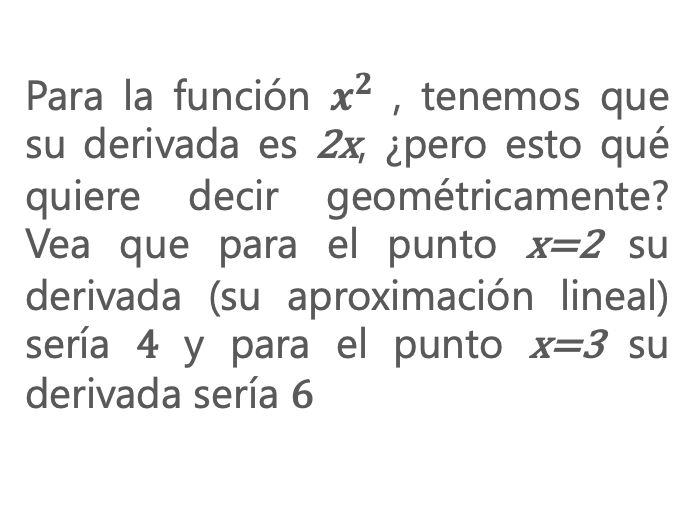 Para la función x² , tenemos que
su derivada es 2x, ¿pero esto qué
quiere decir geométricamente?
Vea que para el punto x=2 su
derivada (su aproximación lineal)
sería 4 y para el punto x=3 su
derivada sería 6